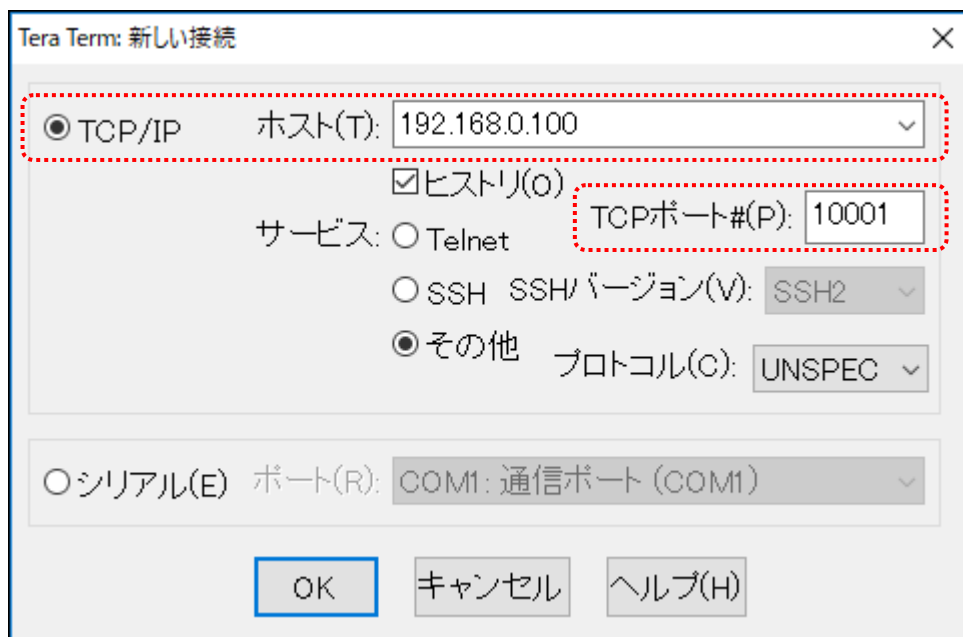 Tera Term: 新しい接続
TCP/IP ホスト(T): 192.168.0.100
ヒストリ(O)
TCPポート#(P): 10001
サービス: Telnet
SSH SSHバージョン(V): SSH2
その他 プロトコル(C): UNSPEC
シリアル(E) ポート(R): COM1: 通信ポート (COM1)
OK キャンセル ヘルプ(H)